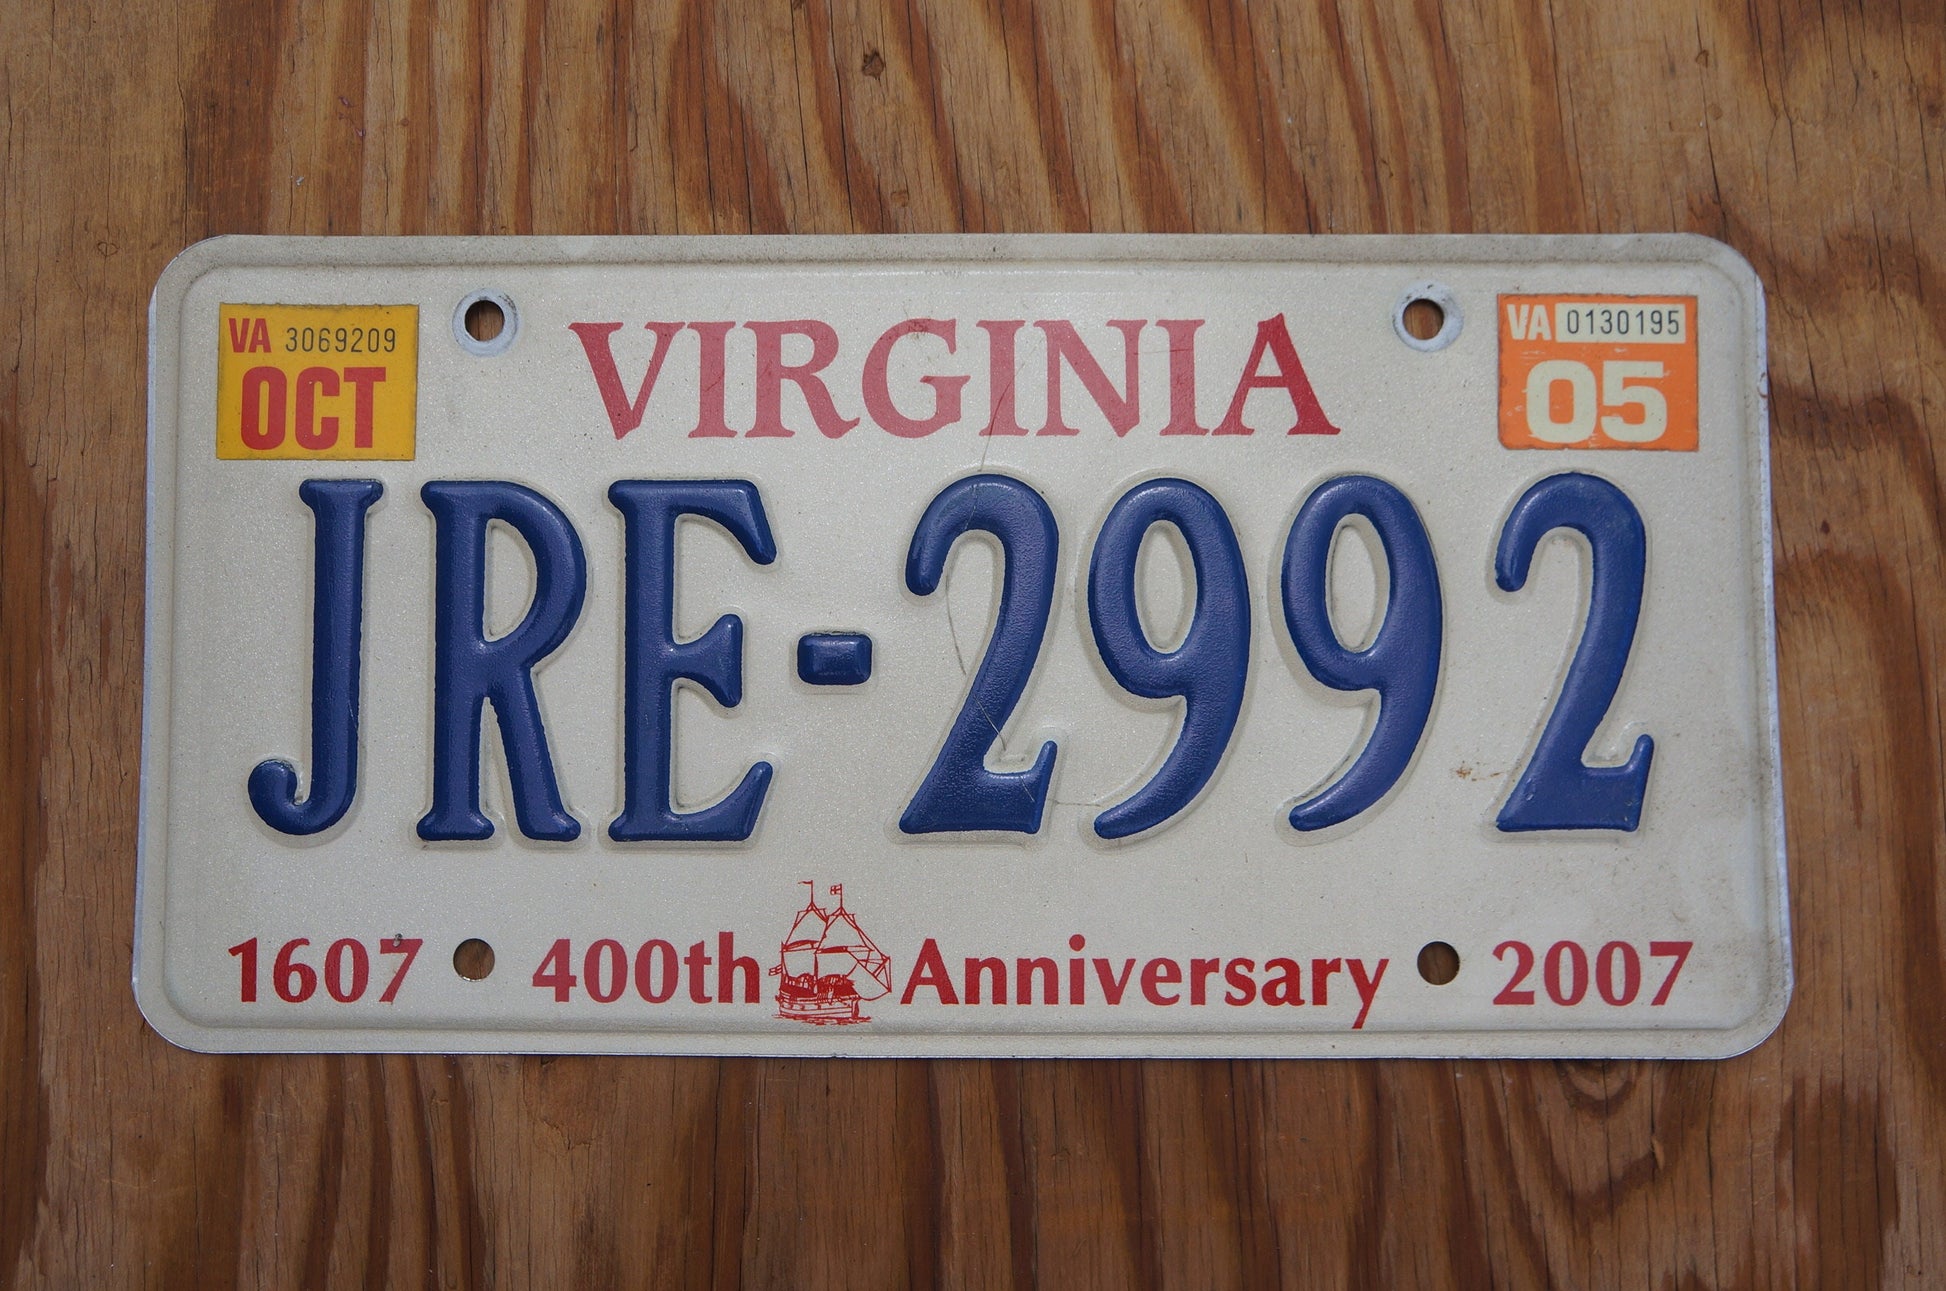 VA 3069209
OCT
VIRGINIA
VA 0130195
05
JRE-2992
1607 400th Anniversary 2007